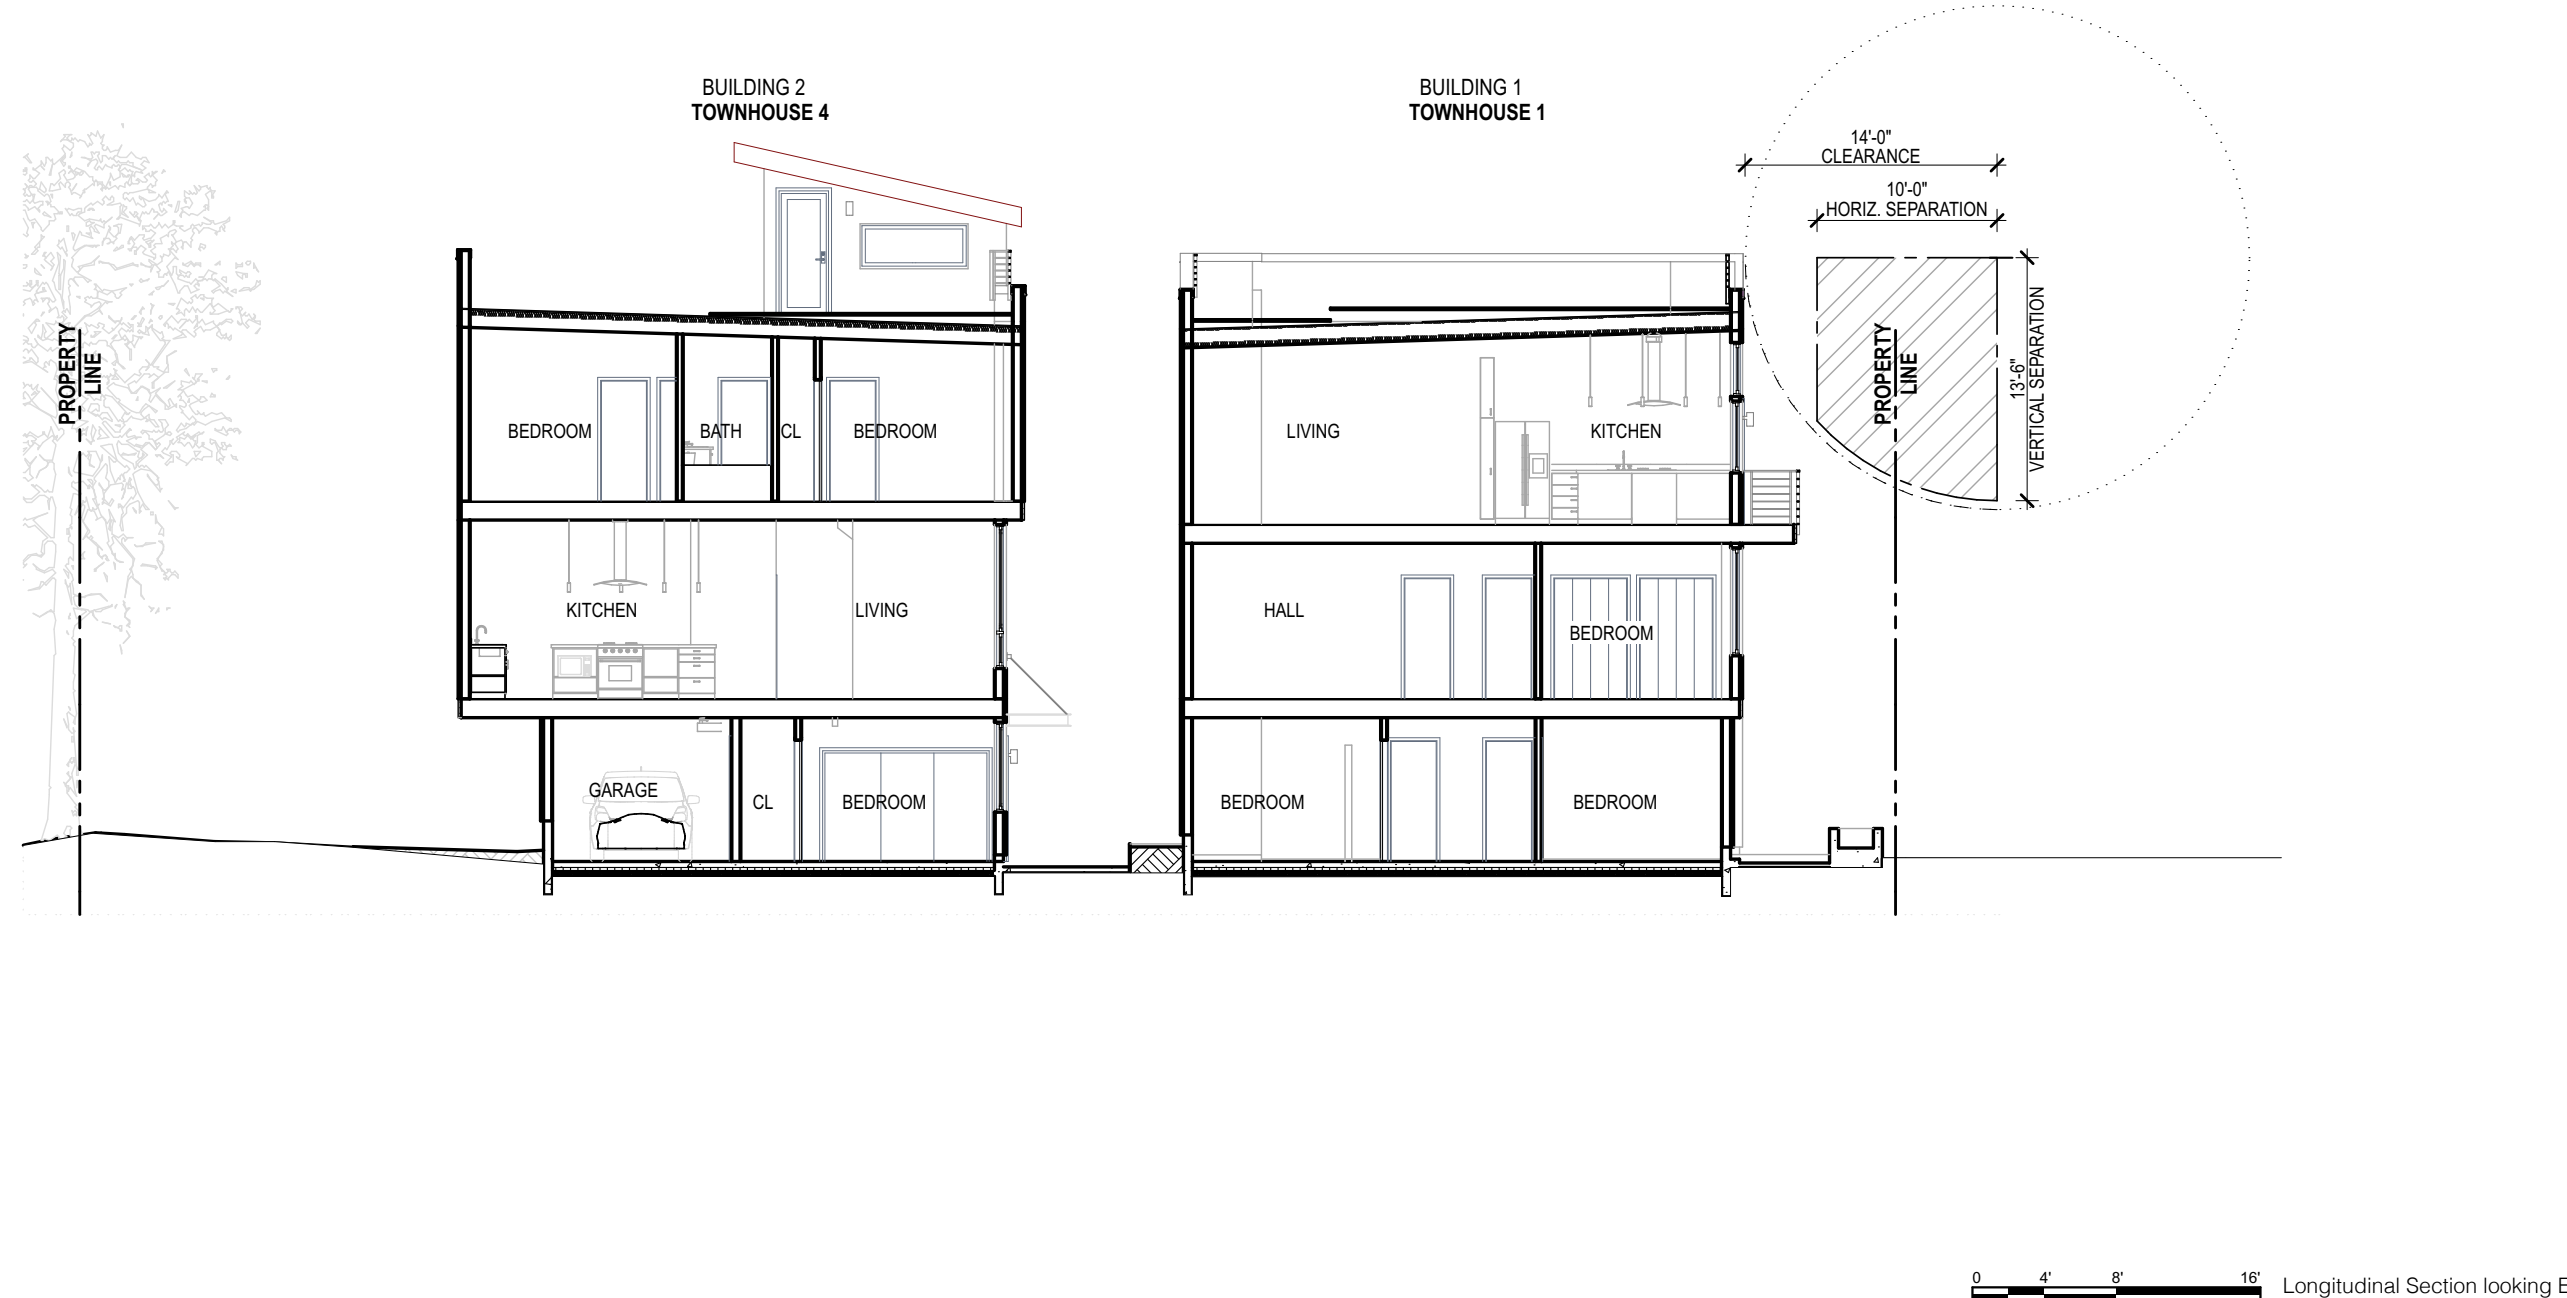 BUILDING 2
TOWNHOUSE 4
BUILDING 1
TOWNHOUSE 1
14'-0"
CLEARANCE
10'-0"
HORIZ. SEPARATION
13'-6"
VERTICAL SEPARATION
PROPERTY
LINE
PROPERTY
LINE
BEDROOM
BATH
CL
BEDROOM
LIVING
KITCHEN
KITCHEN
LIVING
HALL
BEDROOM
GARAGE
CL
BEDROOM
BEDROOM
BEDROOM
0 4' 8' 16'
Longitudinal Section looking E